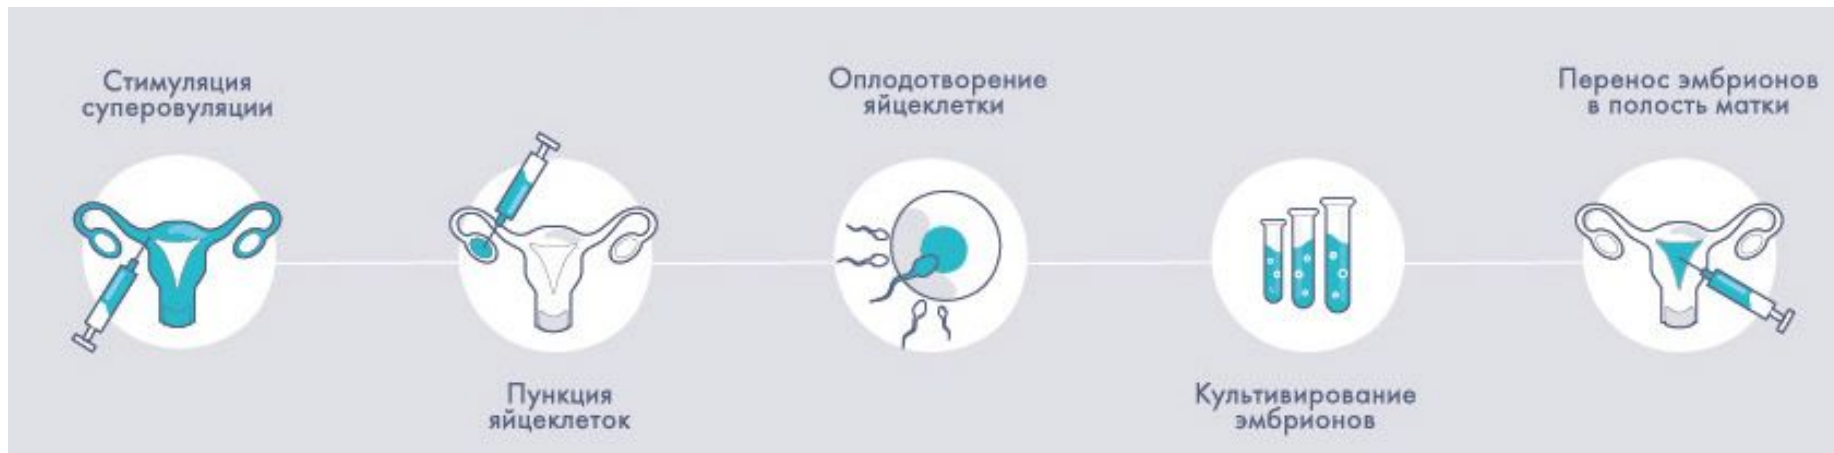 Стимуляция
суперовуляции
Пункция
яйцеклеток
Оплодотворение
яйцеклетки
Культивирование
эмбрионов
Перенос эмбрионов
в полость матки